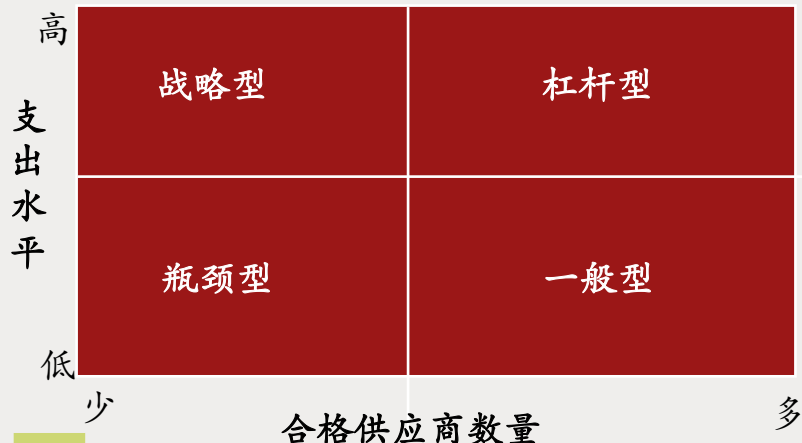 高
战略型
杠杆型
支出水平
瓶颈型
一般型
低
少
多
合格供应商数量